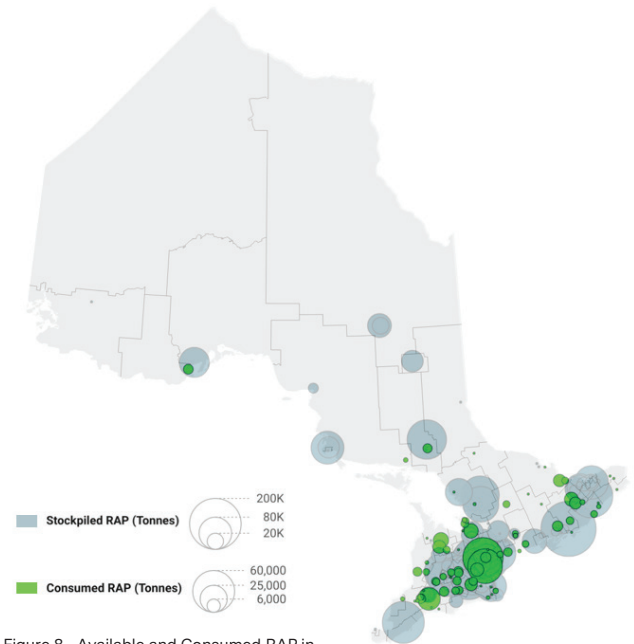 200K
80K
20K
Stockpiled RAP (Tonnes)
60,000
25,000
6,000
Consumed RAP (Tonnes)
Figure 8 - Available and Consumed RAP in